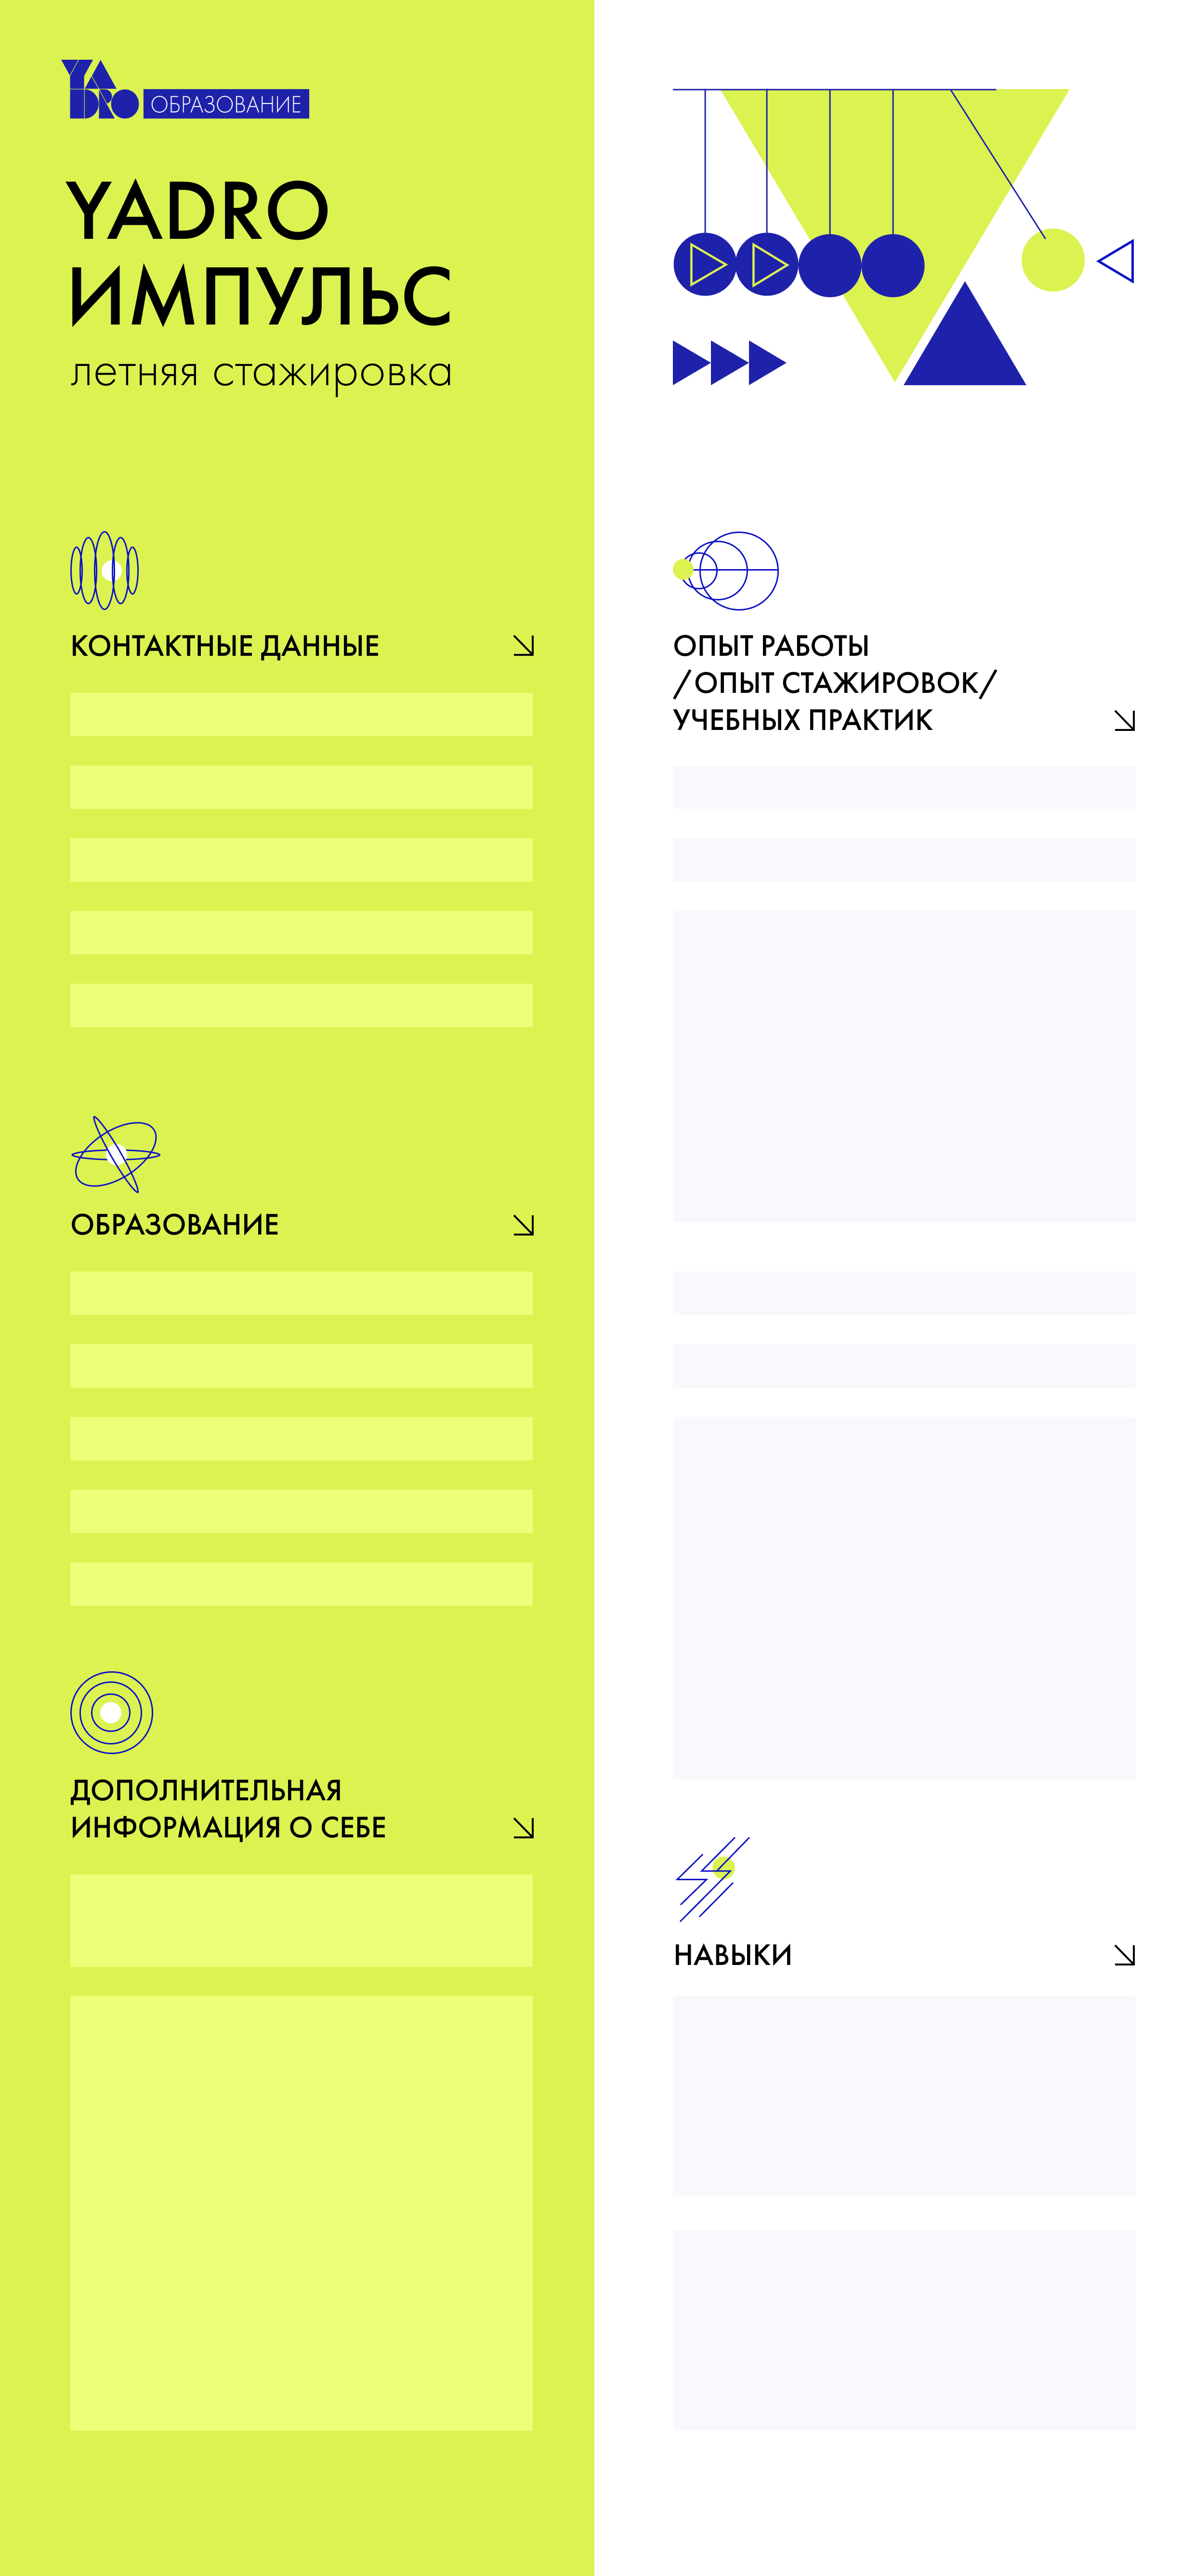 YADRO ОБРАЗОВАНИЕ
YADRO
ИМПУЛЬС
летняя стажировка
КОНТАКТНЫЕ ДАННЫЕ
ОБРАЗОВАНИЕ
ДОПОЛНИТЕЛЬНАЯ
ИНФОРМАЦИЯ О СЕБЕ
ОПЫТ РАБОТЫ
/ОПЫТ СТАЖИРОВОК/
УЧЕБНЫХ ПРАКТИК
НАВЫКИ